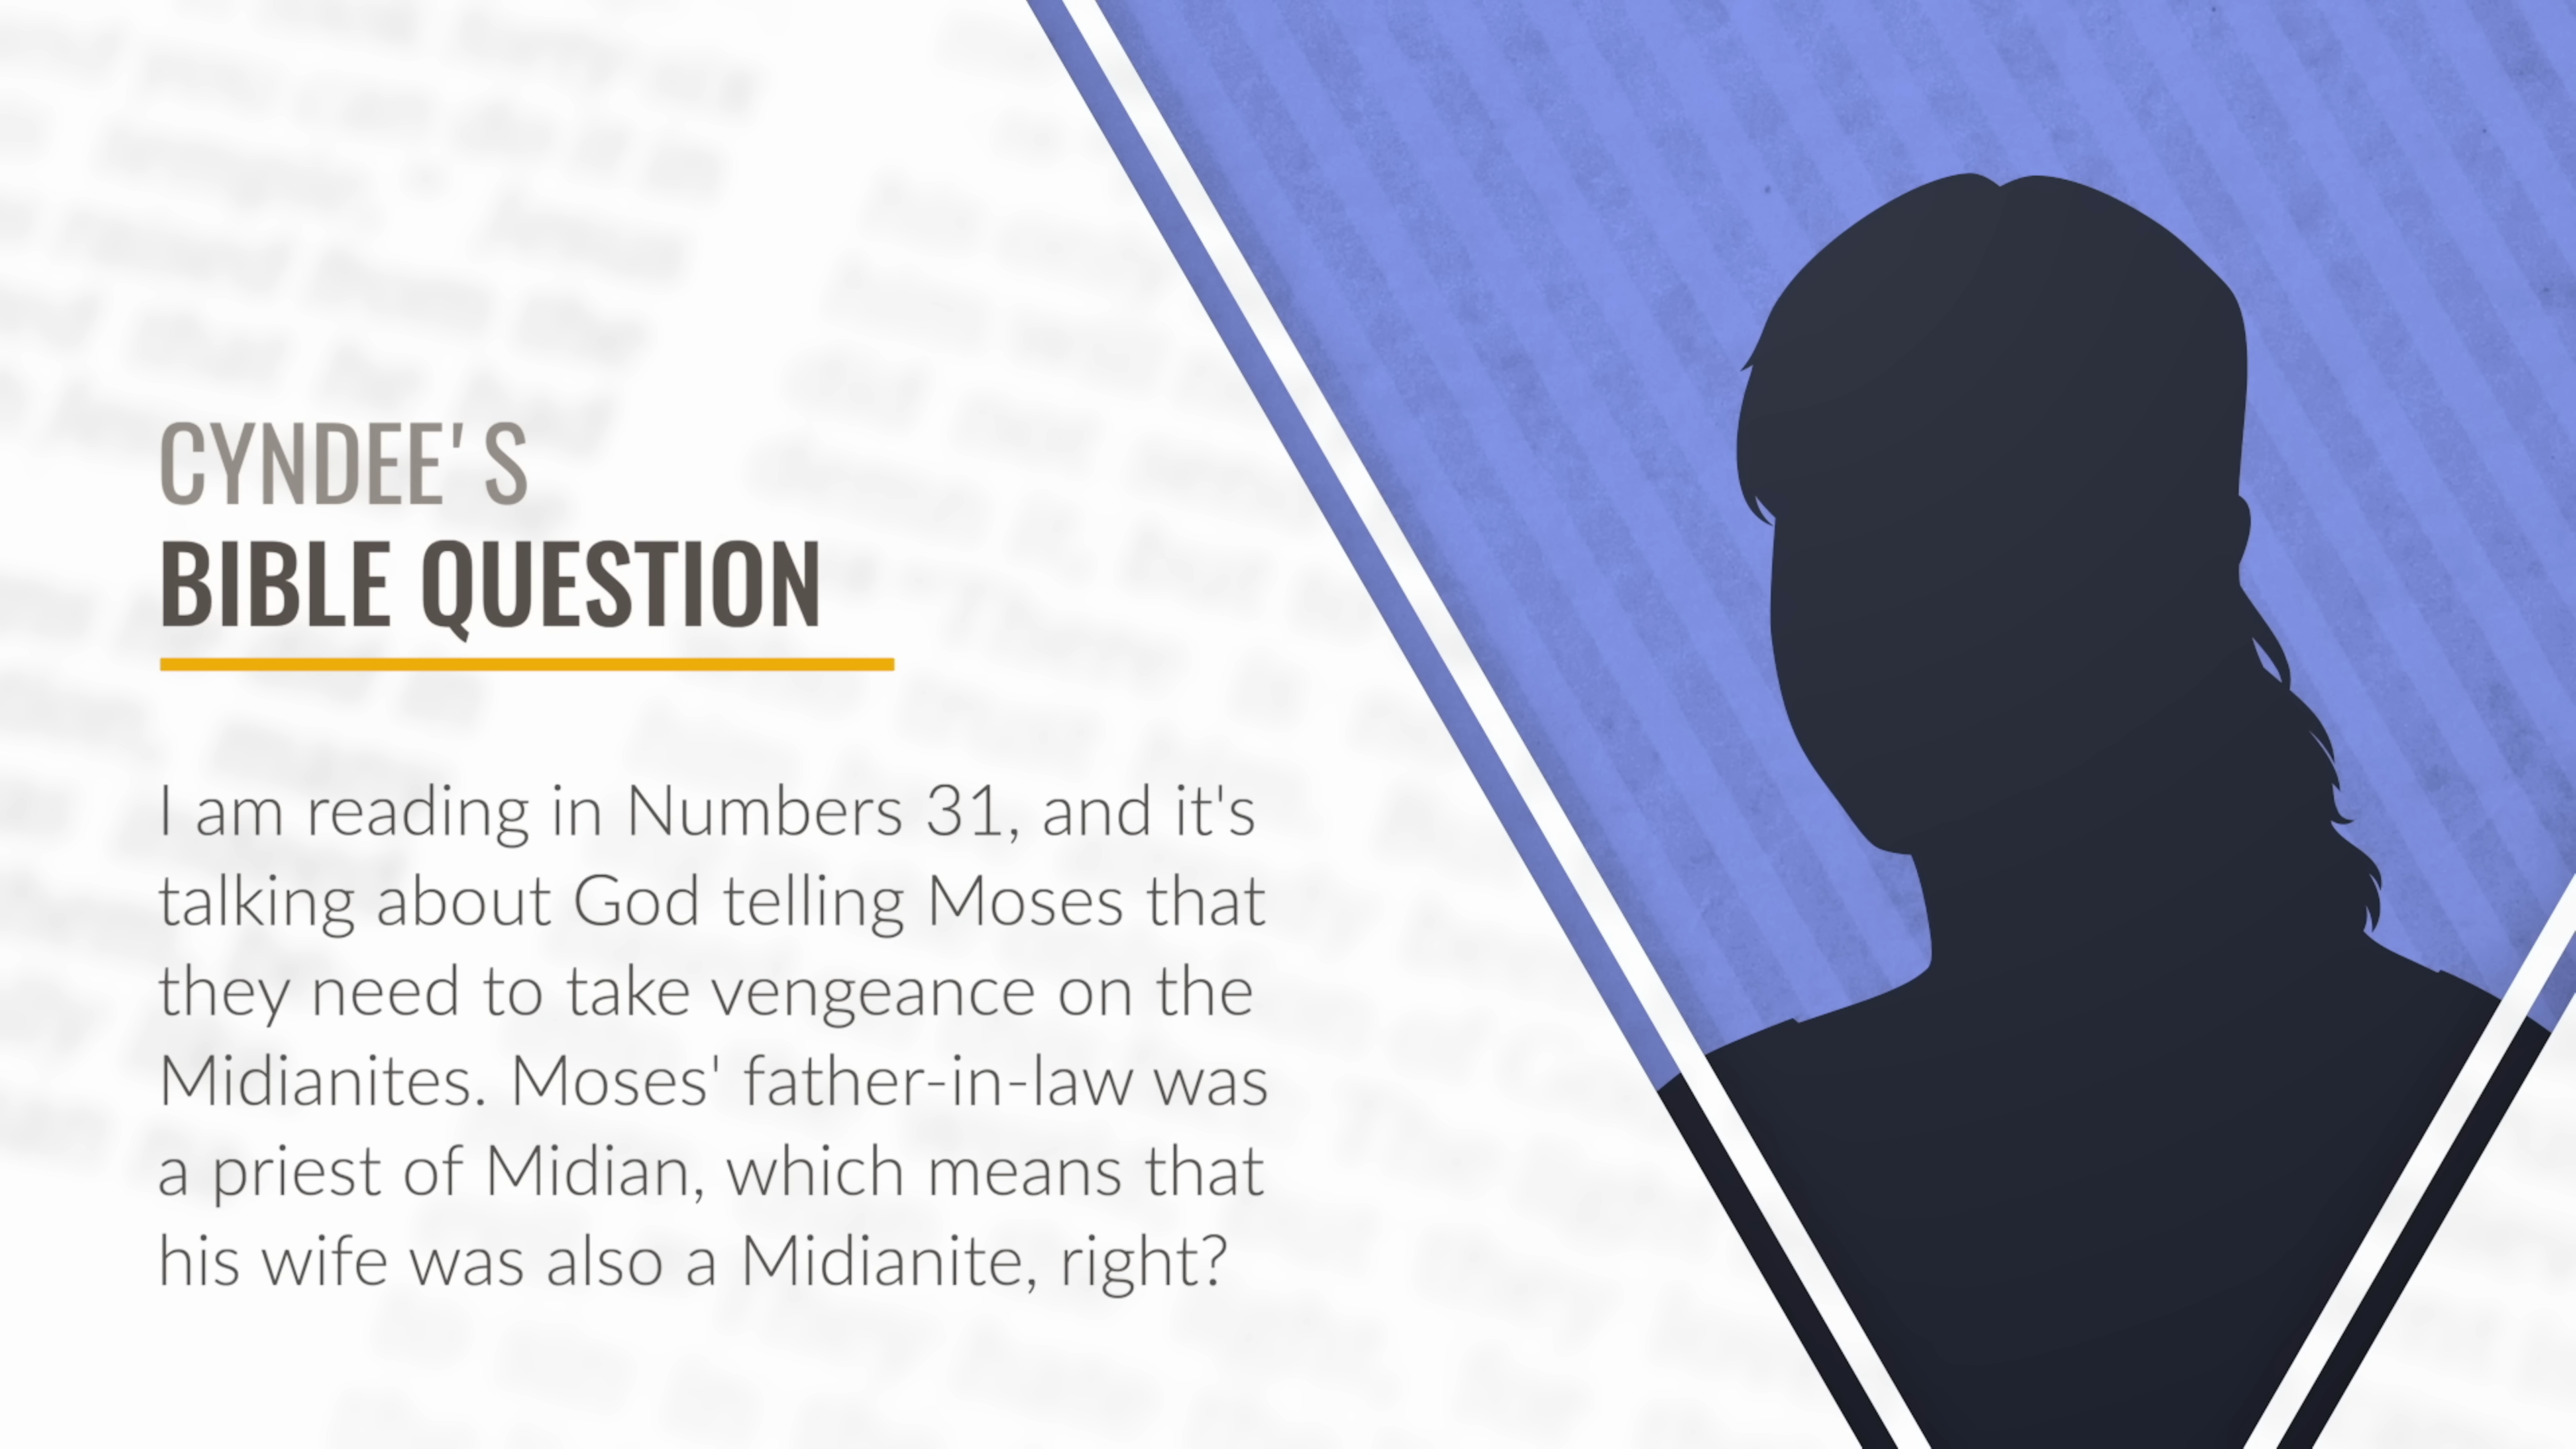 CYNDEE'S
BIBLE QUESTION
I am reading in Numbers 31, and it's
talking about God telling Moses that
they need to take vengeance on the
Midianites. Moses' father-in-law was
a priest of Midian, which means that
his wife was also a Midianite, right?